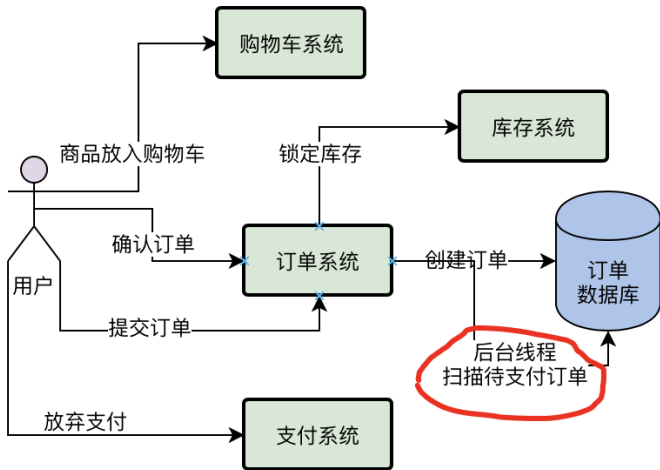 购物车系统
库存系统
商品放入购物车
锁定库存
确认订单
订单系统
创建订单
订单
数据库
用户
提交订单
后台线程
扫描待支付订单
放弃支付
支付系统